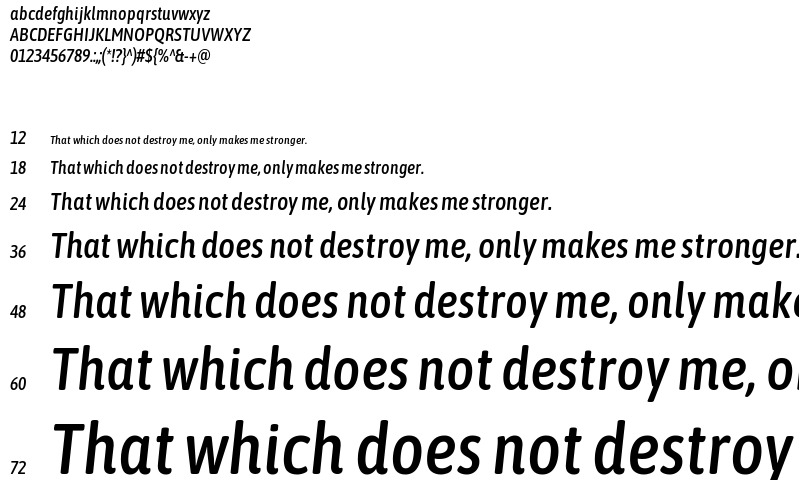 abcdefghijklmnopqrstuvwxyz
ABCDEFGHIJKLMNOPQRSTUVWXYZ
0123456789.:,;(*!?}^)#${%^&-+@
12 That which does not destroy me, only makes me stronger.
18 That which does not destroy me, only makes me stronger.
24 That which does not destroy me, only makes me stronger.
36 That which does not destroy me, only makes me stronger.
48 That which does not destroy me, only make
60 That which does not destroy me, o
72 That which does not destroy